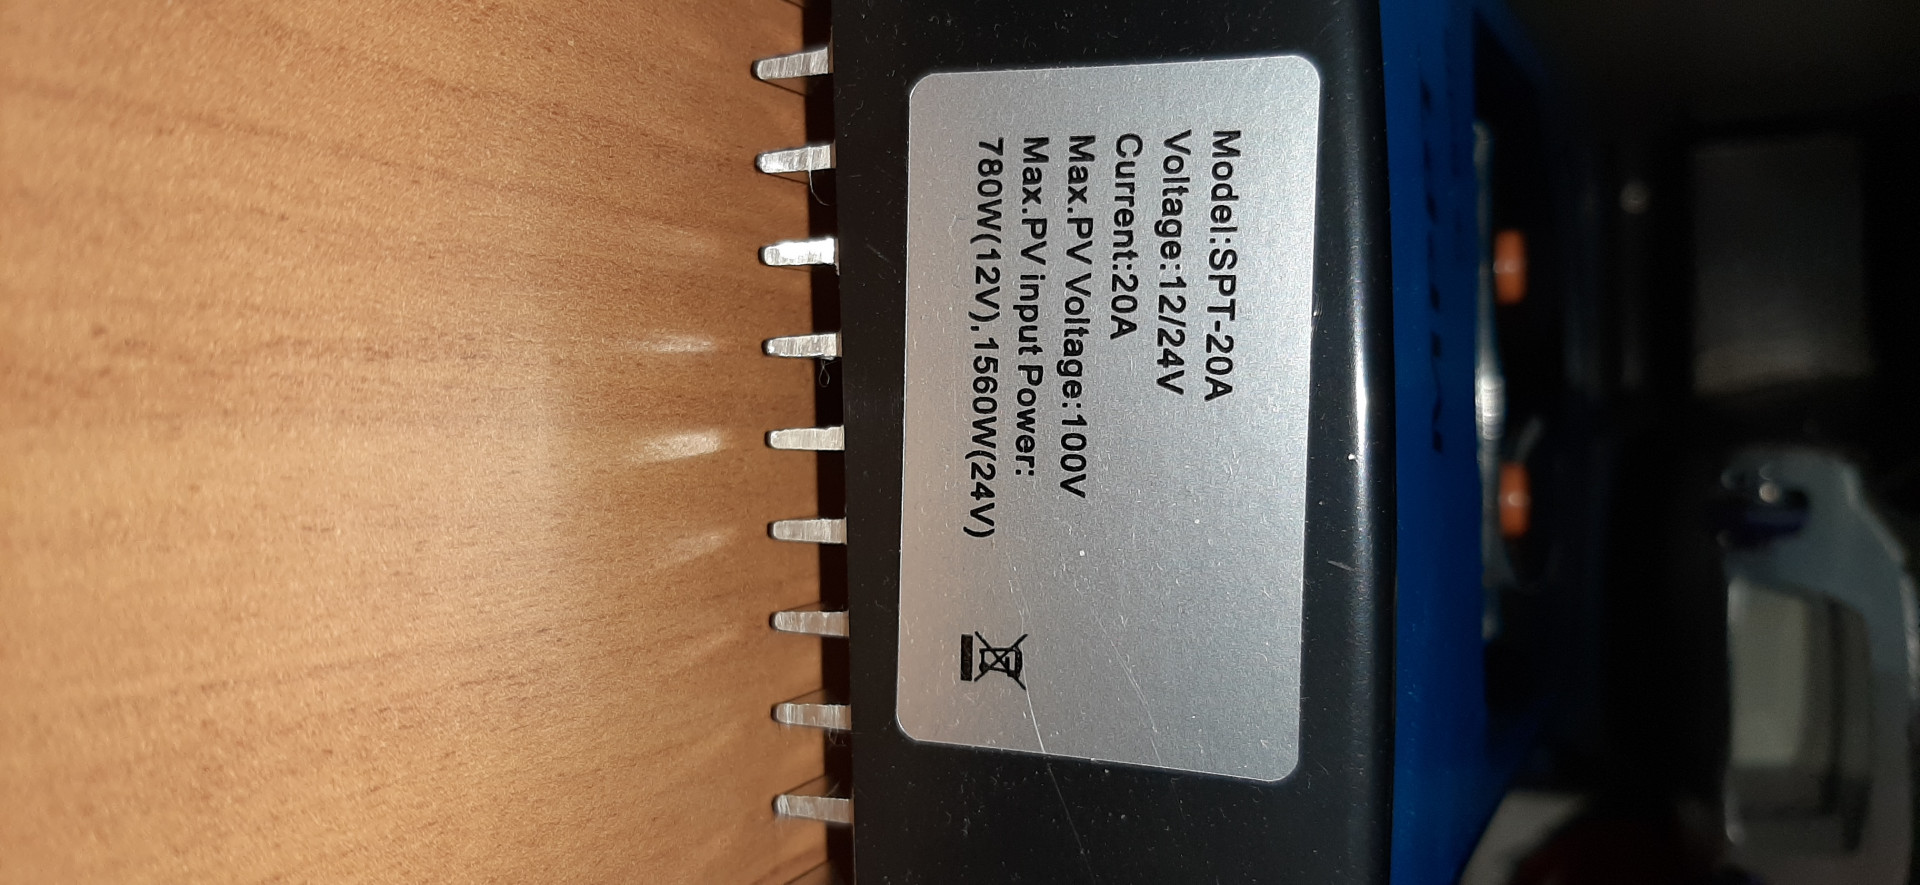 Model:SPT-20A
Voltage:12/24V
Current:20A
Max.PV Voltage:100V
Max.PV input Power:
780W(12V),1560W(24V)